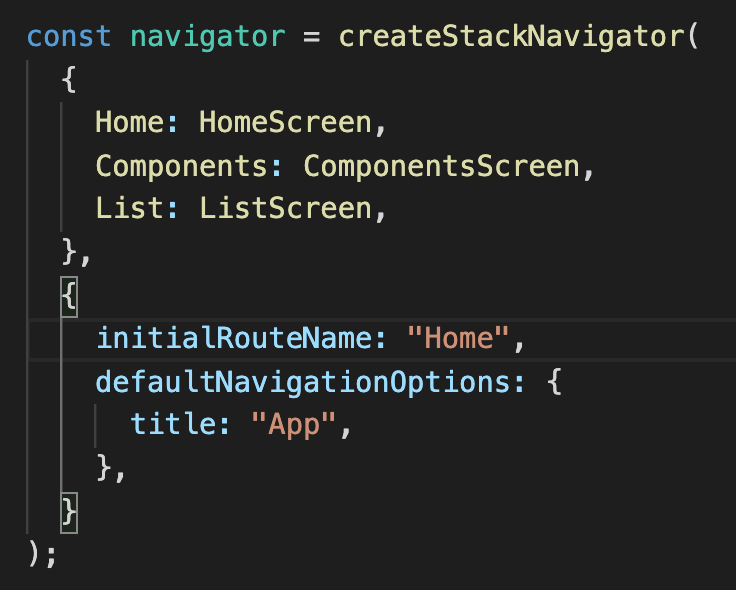 const navigator = createStackNavigator(
  {
    Home: HomeScreen,
    Components: ComponentsScreen,
    List: ListScreen,
  },
  {
    initialRouteName: "Home",
    defaultNavigationOptions: {
      title: "App",
    },
  }
);